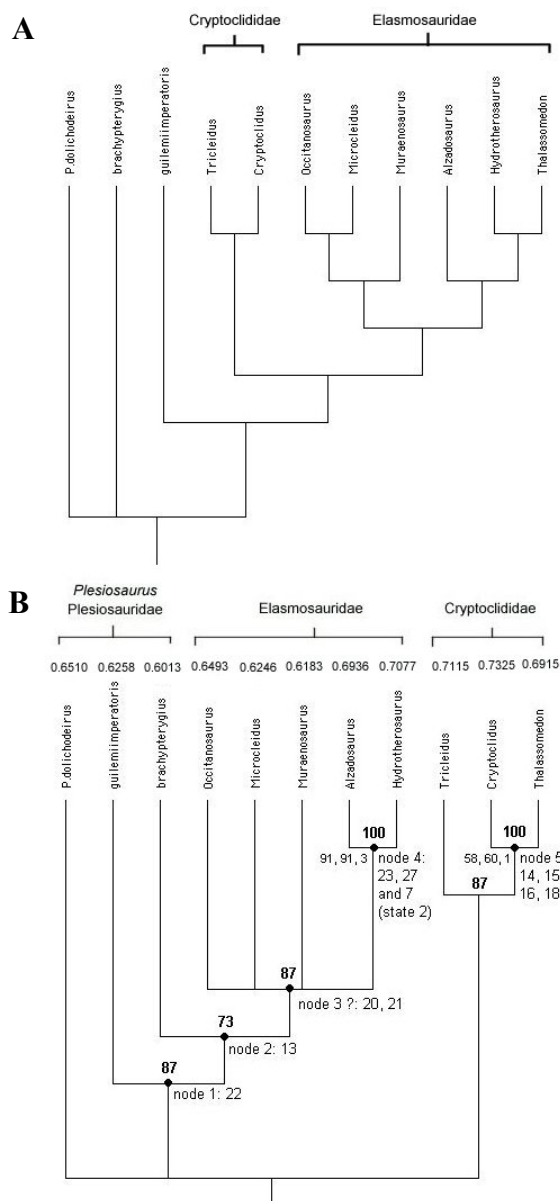 A
Cryptoclididae
Elasmosauridae
P.dolichodeirus
brachypterygius
guilemiimperatoris
Tricleidus
Cryptoclidus
Occitanosaurus
Microcleidus
Muraenosaurus
Alzadosaurus
Hydrotherosaurus
Thalassomedon
B
Plesiosaurus
Plesiosauridae
Elasmosauridae
Cryptoclididae
0.6510
0.6258
0.6013
0.6493
0.6246
0.6183
0.6936
0.7077
0.7115
0.7325
0.6915
P.dolichodeirus
guilemiimperatoris
brachypterygius
Occitanosaurus
Microcleidus
Muraenosaurus
Alzadosaurus
Hydrotherosaurus
Tricleidus
Cryptoclidus
Thalassomedon
100
91, 91, 3
node 4:
23, 27
and 7
(state 2)
100
58, 60, 1
node 5
14, 15
16, 18
87
87
node 3 ?: 20, 21
73
node 2: 13
87
node 1: 22